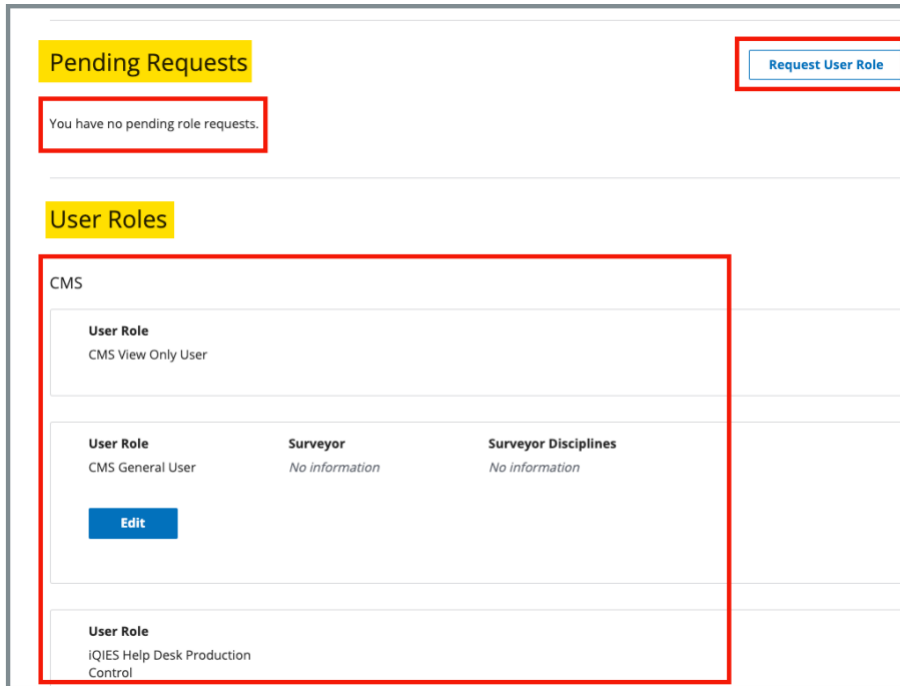 Pending Requests
Request User Role
You have no pending role requests.
User Roles
CMS
User Role
CMS View Only User
User Role Surveyor Surveyor Disciplines
CMS General User No information No information
Edit
User Role
iQIES Help Desk Production
Control